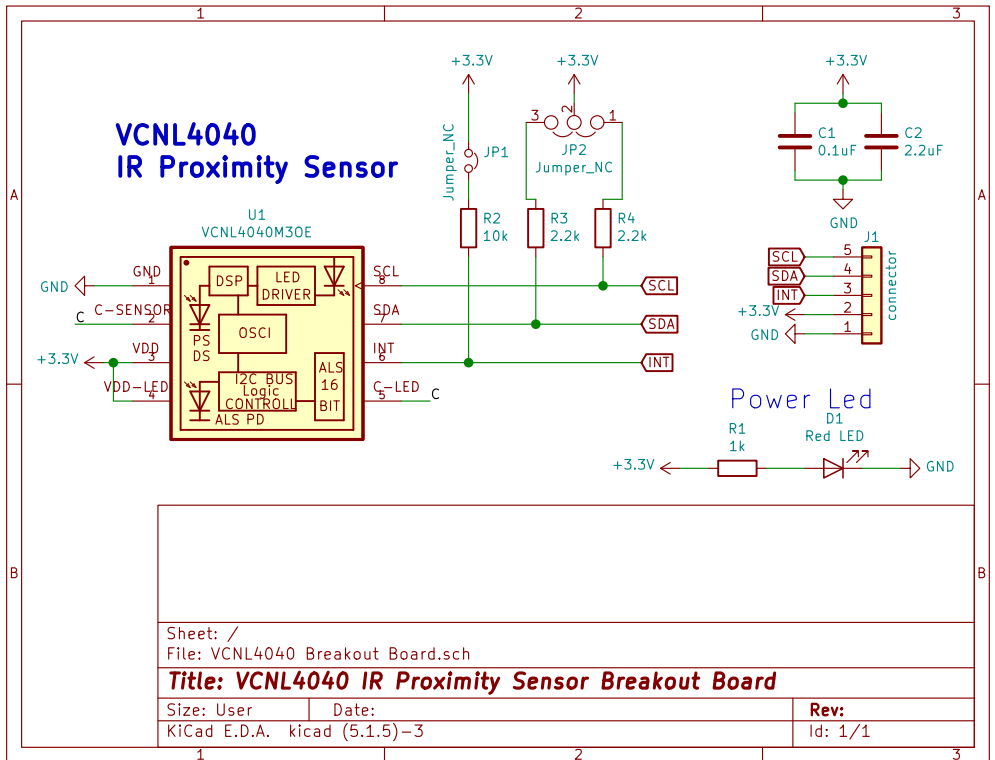 1 2 3
+3.3V +3.3V +3.3V
VCNL4040
IR Proximity Sensor
Jumper_NC
JP1
3 2 1
JP2
Jumper_NC
C1
0.1uF
C2
2.2uF
GND
A A
R2
10k
R3
2.2k
R4
2.2k
U1
VCNL4040M3OE
GND
GND
1
C
C-SENSOR
2
+3.3V
VDD
3
VDD-LED
4
DSP
LED
DRIVER
PS
DS
OSCI
I2C BUS
Logic
CONTROLL
ALS PD
ALS
16
BIT
SCL
8
SDA
7
INT
6
C-LED
5
C
SCL
SDA
INT
J1
connector
SCL 5
SDA 4
INT 3
+3.3V 2
GND 1
Power Led
R1
1k
D1
Red LED
+3.3V
GND
B B
Sheet: /
File: VCNL4040 Breakout Board.sch
Title: VCNL4040 IR Proximity Sensor Breakout Board
Size: User Date: Rev:
KiCad E.D.A. kicad (5.1.5)-3 Id: 1/1
1 2 3